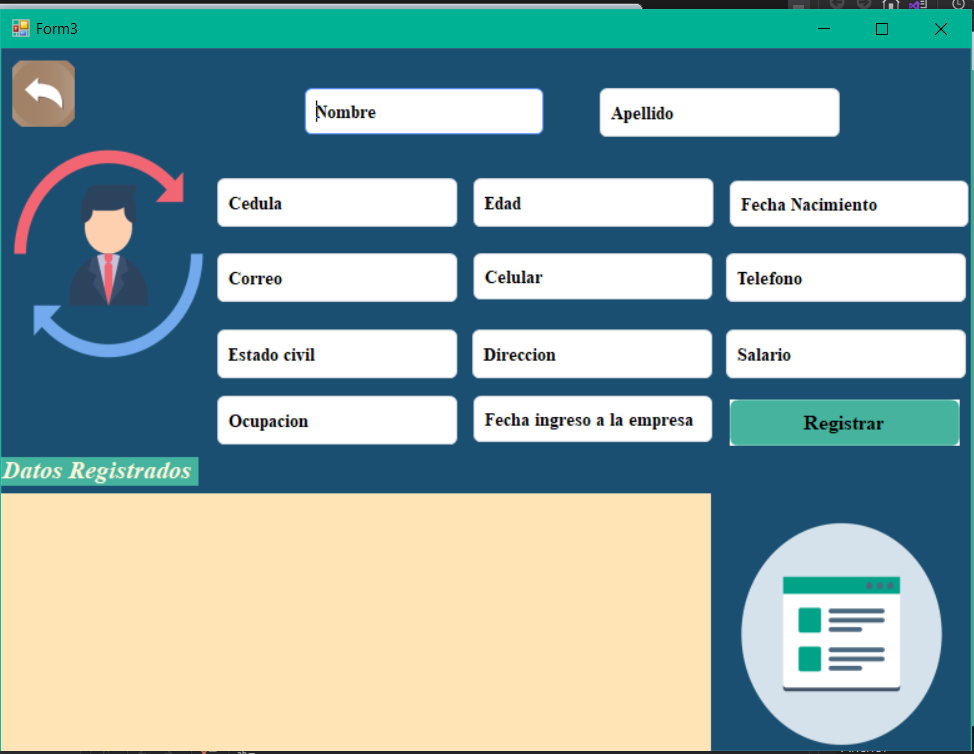 Form3
Nombre
Apellido
Cedula
Edad
Fecha Nacimiento
Correo
Celular
Telefono
Estado civil
Direccion
Salario
Ocupacion
Fecha ingreso a la empresa
Registrar
Datos Registrados